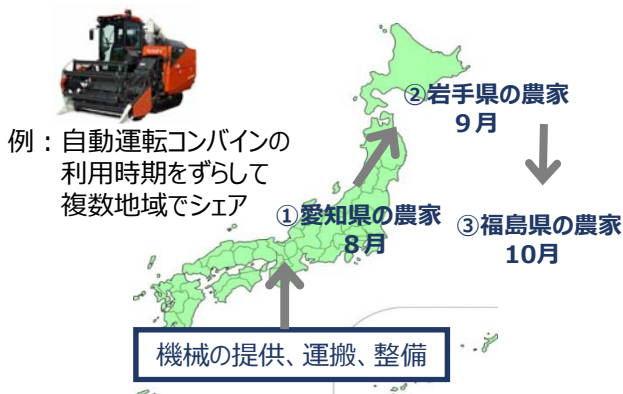 例：自動運転コンバインの
利用時期をずらして
複数地域でシェア
②岩手県の農家
9月
①愛知県の農家
8月
③福島県の農家
10月
機械の提供、運搬、整備